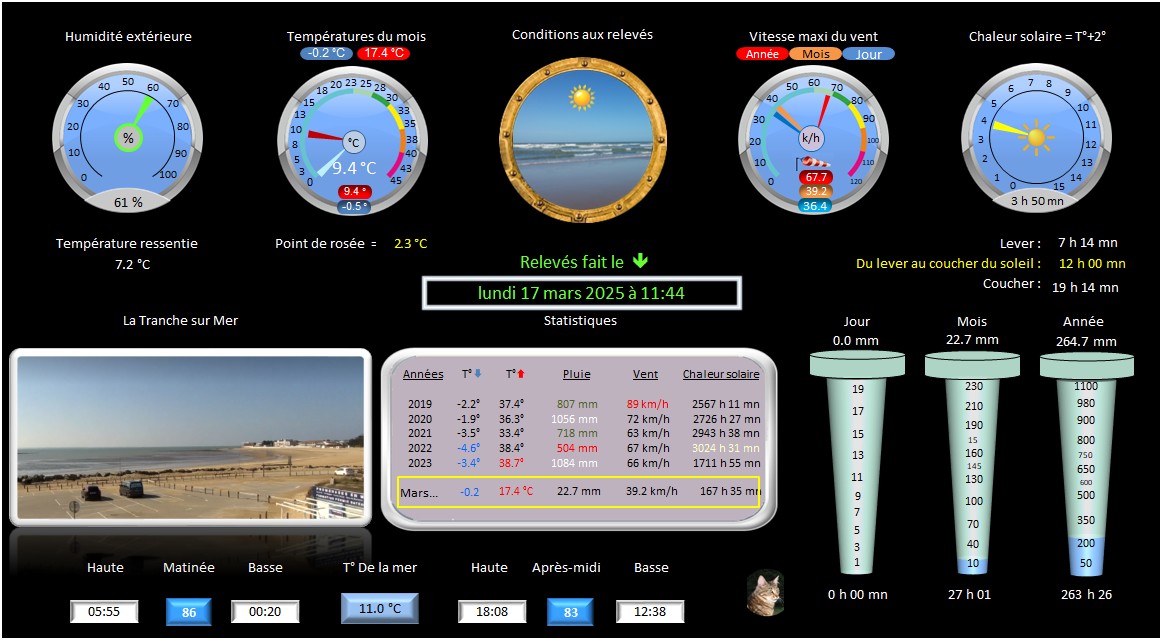 Humidité extérieure
Températures du mois
-0.2 °C 17.4 °C
Conditions aux relevés
Vitesse maxi du vent
Année Mois Jour
Chaleur solaire = T°+2°
0 10 20 30 40 50 60 70 80 90 100
%
61 %
0 3 5 8 10 13 15 18 20 23 25 28 30 33 35 38 40 43 45
°C
9.4 °C
9.4 °
-0.5 °
0 10 20 30 40 50 60 70 80 90 100 110 120
k/h
67.7
39.2
36.4
0 1 2 3 4 5 6 7 8 9 10 11 12 13 14 15
3 h 50 mn
Température ressentie
7.2 °C
Point de rosée = 2.3 °C
Relevés fait le
lundi 17 mars 2025 à 11:44
Lever : 7 h 14 mn
Du lever au coucher du soleil : 12 h 00 mn
Coucher : 19 h 14 mn
La Tranche sur Mer
Statistiques
Années T° T° Pluie Vent Chaleur solaire
2019 -2.2° 37.4° 807 mm 89 km/h 2567 h 11 mn
2020 -1.9° 36.3° 1056 mm 72 km/h 2726 h 27 mn
2021 -3.5° 33.4° 718 mm 63 km/h 2943 h 38 mn
2022 -4.6° 38.4° 504 mm 67 km/h 3024 h 31 mn
2023 -3.4° 38.7° 1084 mm 66 km/h 1711 h 55 mn
Mars... -0.2 17.4 °C 22.7 mm 39.2 km/h 167 h 35 mn
Jour
0.0 mm
19
17
15
13
11
9
7
5
3
1
0 h 00 mn
Mois
22.7 mm
230
210
190
15
160
145
130
100
70
40
10
27 h 01
Année
264.7 mm
1100
980
900
800
750
650
600
500
350
200
50
263 h 26
Haute Matinée Basse
05:55 86 00:20
T° De la mer
11.0 °C
Haute Après-midi Basse
18:08 83 12:38